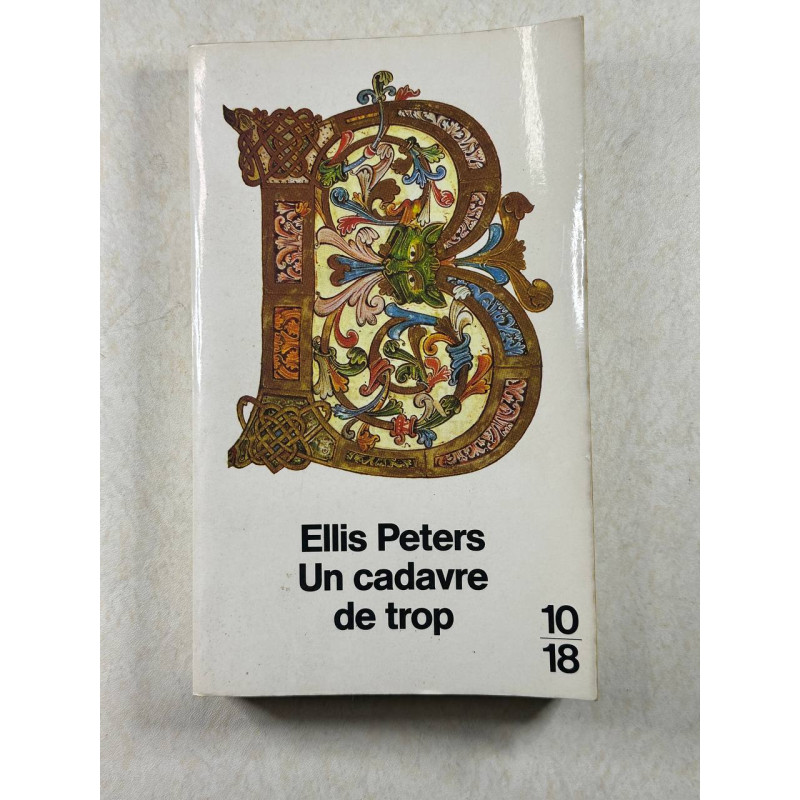 Ellis Peters
Un cadavre
de trop
10
18